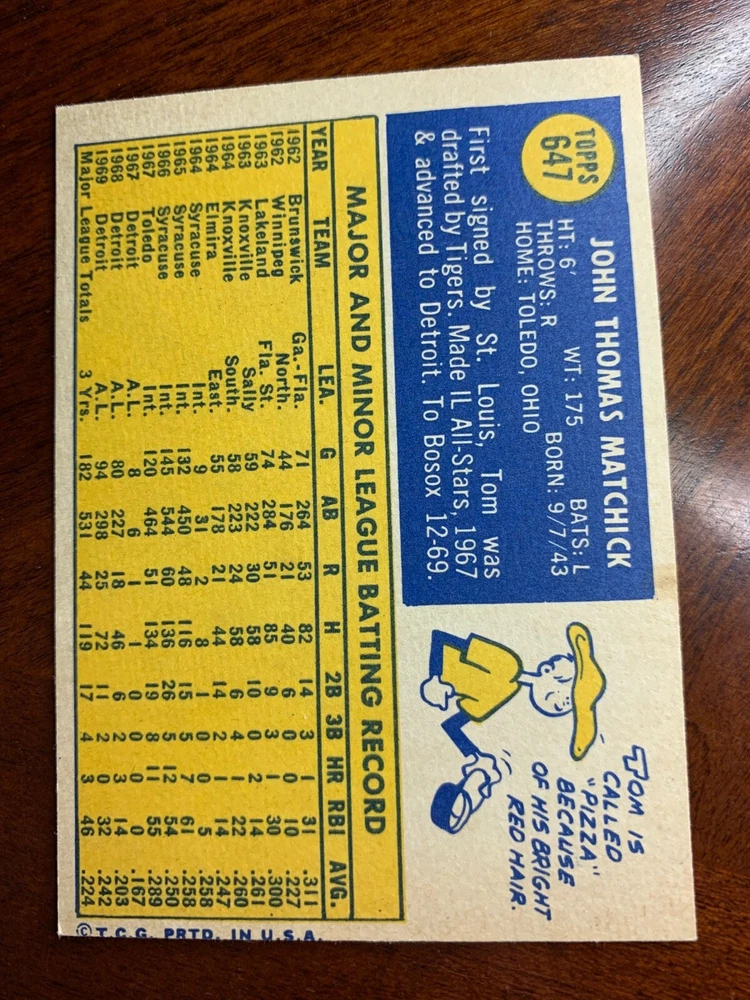 TOPPS
647
JOHN THOMAS MATCHICK
HT: 6' WT: 175 BATS: L
THROWS: R BORN: 9/7/43
HOME: TOLEDO, OHIO
First signed by St. Louis, Tom was
drafted by Tigers. Made IL All-Stars, 1967
& advanced to Detroit. To Bosox 12-69.
TOM IS
CALLED
"PIZZA"
BECAUSE
OF HIS BRIGHT
RED HAIR.
MAJOR AND MINOR LEAGUE BATTING RECORD
YEAR TEAM LEA. G AB R H 2B 3B HR RBI AVG.
1962 Brunswick Ga.-Fla. 71 264 53 82 14 3 1 31 .311
1962 Winnipeg North. 44 176 21 40 6 0 0 10 .227
1963 Lakeland Fla. St. 74 284 51 85 9 3 1 30 .300
1963 Knoxville Sally 59 222 30 58 10 0 2 14 .261
1964 Knoxville South. 58 223 24 58 6 4 1 22 .260
1964 Elmira East. 55 178 21 44 14 2 1 14 .247
1964 Syracuse Int. 9 31 2 8 1 1 0 5 .258
1965 Syracuse Int. 132 450 48 116 15 5 7 61 .258
1966 Syracuse Int. 145 544 60 136 26 5 12 54 .250
1967 Toledo Int. 120 464 51 134 19 8 11 55 .289
1967 Detroit A.L. 8 6 1 1 0 0 0 0 .167
1968 Detroit A.L. 80 227 18 46 6 2 3 14 .203
1969 Detroit A.L. 94 298 25 72 11 2 0 32 .242
Major League Totals 3 Yrs. 182 531 44 119 17 4 3 46 .224
© T.C.G. PRTD. IN U.S.A.